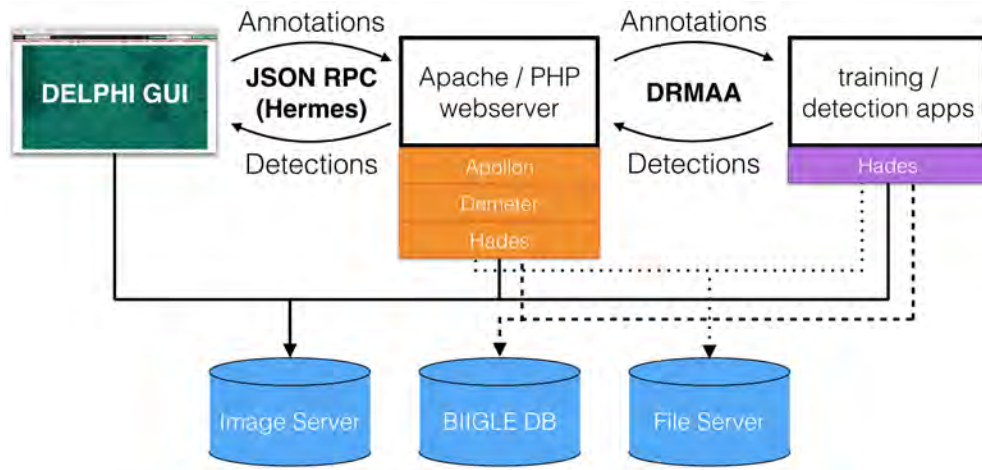 Annotations
Annotations
DELPHI GUI
JSON RPC
(Hermes)
Apache / PHP
webserver
DRMAA
training /
detection apps
Detections
Detections
Apollon
Demeter
Hades
Hades
Image Server
BIIGLE DB
File Server